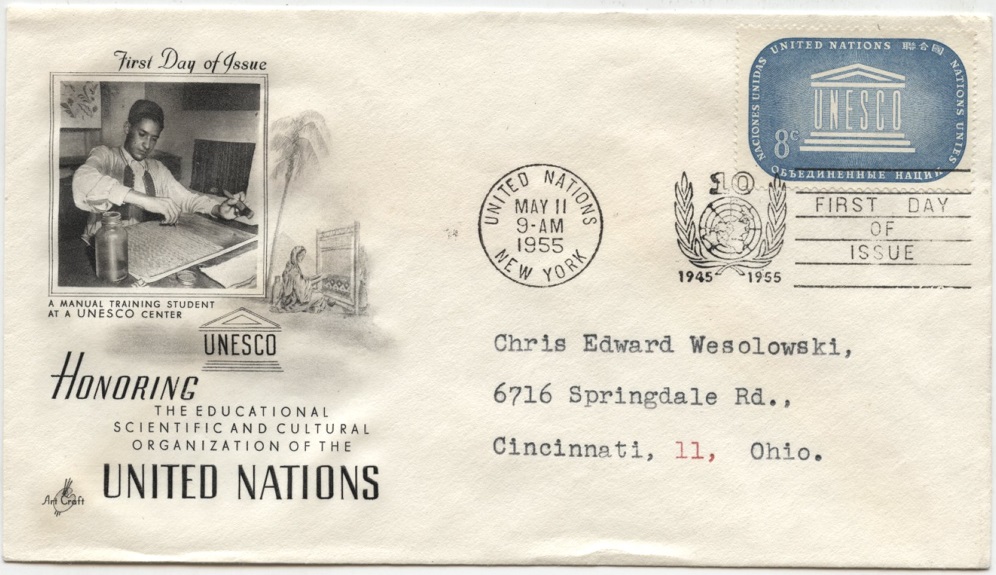 First Day of Issue
A MANUAL TRAINING STUDENT
AT A UNESCO CENTER
UNESCO
HONORING
THE EDUCATIONAL
SCIENTIFIC AND CULTURAL
ORGANIZATION OF THE
UNITED NATIONS
Art Craft
UNITED NATIONS
MAY 11
9-AM
1955
NEW YORK
10
1945 1955
FIRST DAY
OF
ISSUE
NACIONES UNIDAS UNITED NATIONS
NATIONS UNIES
UNESCO
8c
ОБЪЕДИНЕННЫЕ НАЦИИ
Chris Edward Wesolowski,
6716 Springdale Rd.,
Cincinnati, 11, Ohio.